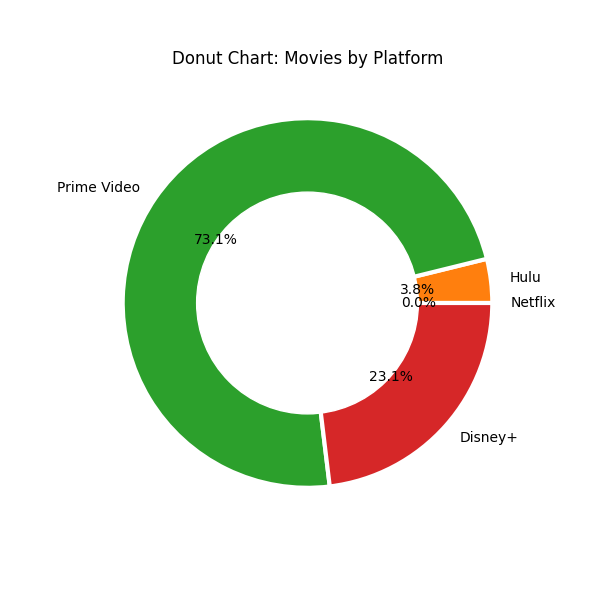 Donut Chart: Movies by Platform
Prime Video
73.1%
Hulu
3.8%
0.0%
Netflix
23.1%
Disney+